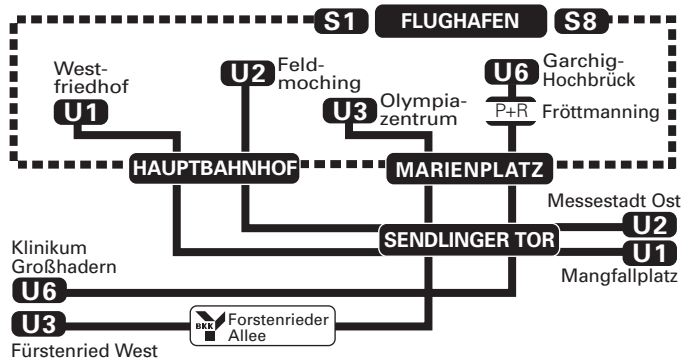 S1 FLUGHAFEN S8
West-
friedhof
U1
U2 Feld-
moching
U3 Olympia-
zentrum
U6 Garchig-
Hochbrück
P+R Fröttmanning
HAUPTBAHNHOF
MARIENPLATZ
Messestadt Ost
U2
SENDLINGER TOR
U1
Mangfallplatz
Klinikum
Großhadern
U6
U3
BKK Forstenrieder
Allee
Fürstenried West